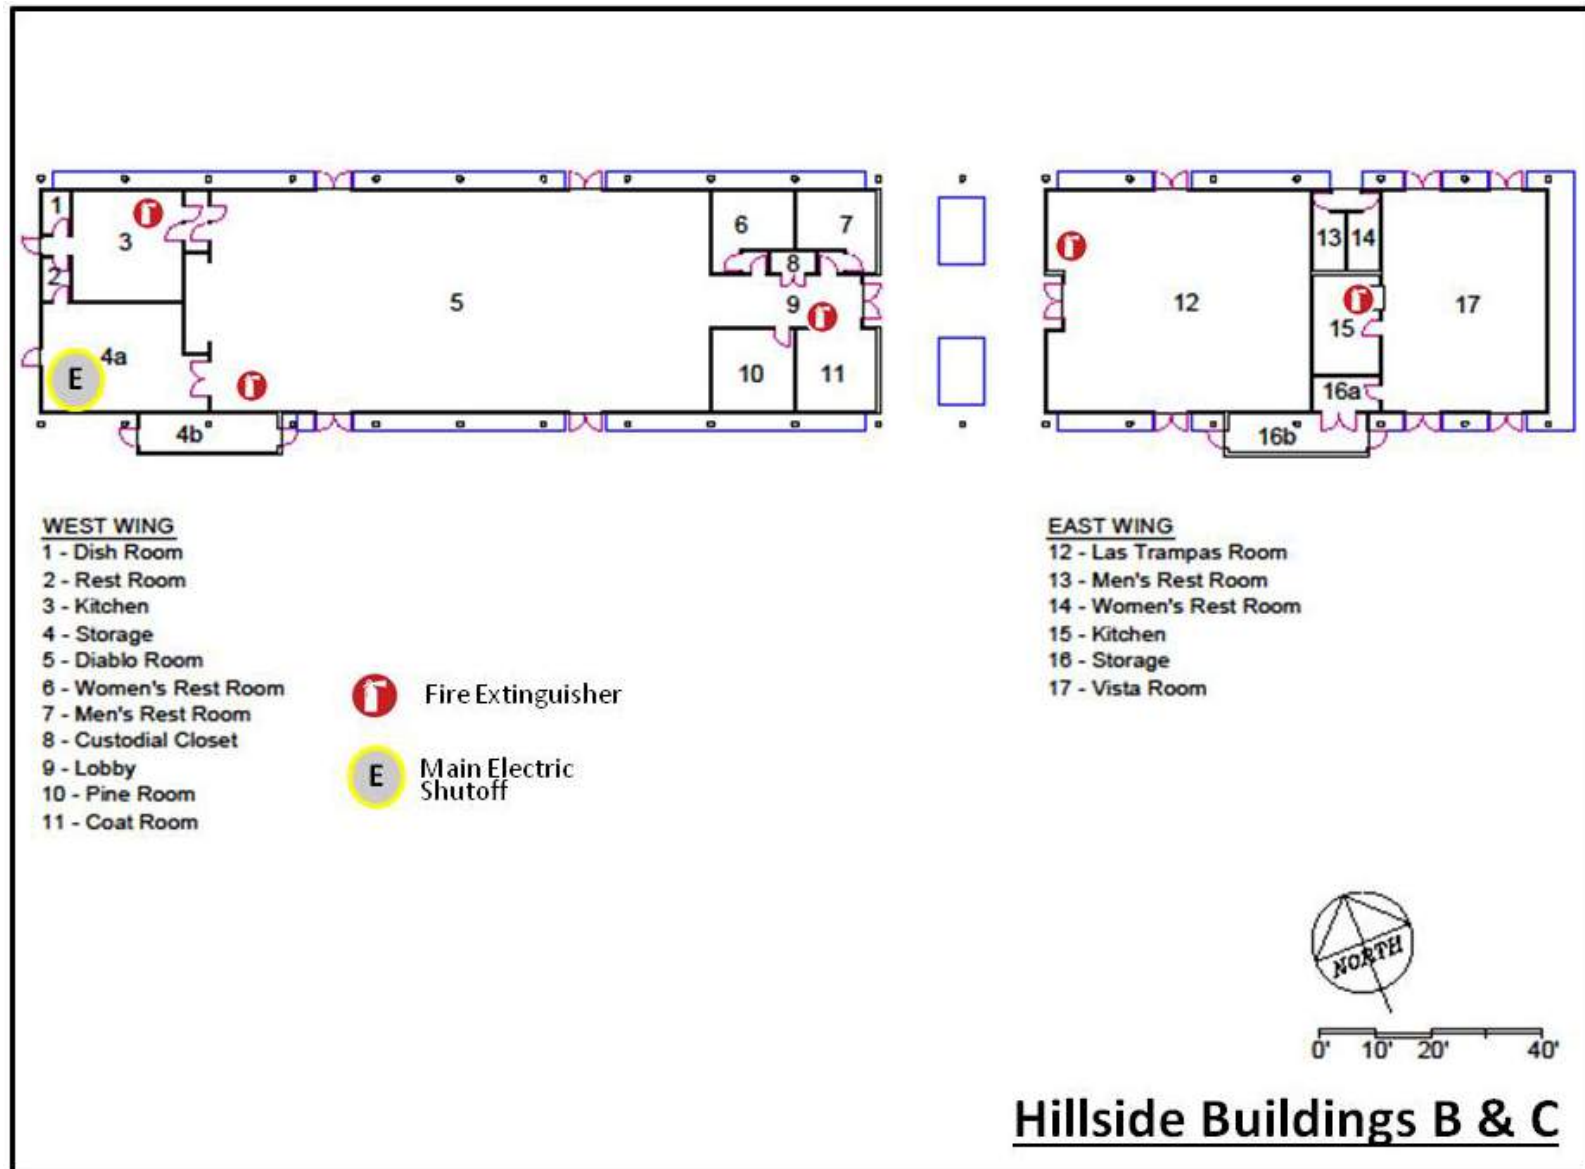 1
3
2
4a
E
4b
5
6
7
8
9
10
11
12
13
14
15
16a
16b
17
WEST WING
1 - Dish Room
2 - Rest Room
3 - Kitchen
4 - Storage
5 - Diablo Room
6 - Women's Rest Room
7 - Men's Rest Room
8 - Custodial Closet
9 - Lobby
10 - Pine Room
11 - Coat Room
Fire Extinguisher
E
Main Electric
Shutoff
EAST WING
12 - Las Trampas Room
13 - Men's Rest Room
14 - Women's Rest Room
15 - Kitchen
16 - Storage
17 - Vista Room
NORTH
0' 10' 20' 40'
Hillside Buildings B & C